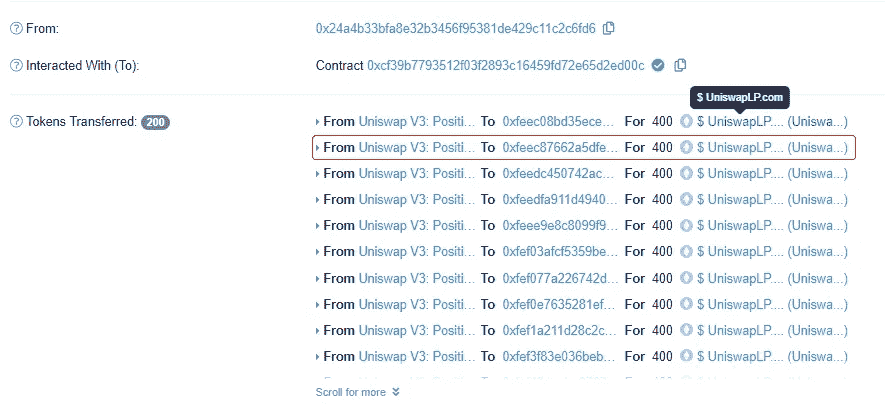 From: 0x24a4b33bfa8e32b3456f95381de429c11c2c6fd6
Interacted With (To): Contract 0xcf39b7793512f03f2893c16459fd72e65d2ed00c
$ UniswapLP.com
Tokens Transferred: 200 From Uniswap V3: Positi... To 0xfeec08bd35ece... For 400 $ UniswapLP.... (Uniswa...)
From Uniswap V3: Positi... To 0xfeec87662a5dfe... For 400 $ UniswapLP.... (Uniswa...)
From Uniswap V3: Positi... To 0xfeedc450742ac... For 400 $ UniswapLP.... (Uniswa...)
From Uniswap V3: Positi... To 0xfeedfa911d4940... For 400 $ UniswapLP.... (Uniswa...)
From Uniswap V3: Positi... To 0xfeee9e8c8099f9... For 400 $ UniswapLP.... (Uniswa...)
From Uniswap V3: Positi... To 0xfef03afcf5359be... For 400 $ UniswapLP.... (Uniswa...)
From Uniswap V3: Positi... To 0xfef077a226742d... For 400 $ UniswapLP.... (Uniswa...)
From Uniswap V3: Positi... To 0xfef0e7635281ef... For 400 $ UniswapLP.... (Uniswa...)
From Uniswap V3: Positi... To 0xfef1a211d28c2c... For 400 $ UniswapLP.... (Uniswa...)
From Uniswap V3: Positi... To 0xfef3f83e036beb... For 400 $ UniswapLP.... (Uniswa...)
Scroll for more